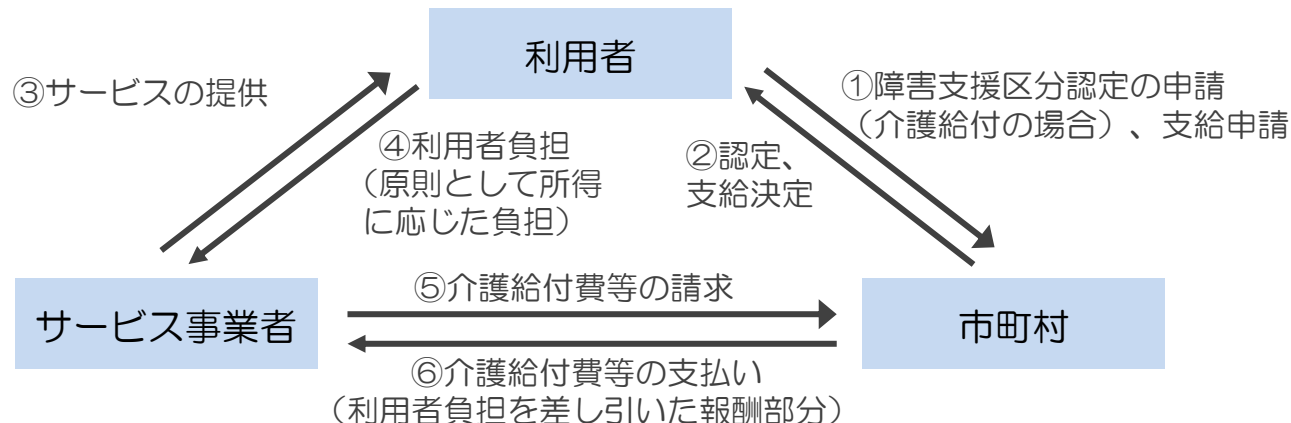 利用者
③サービスの提供
①障害支援区分認定の申請
（介護給付の場合）、支給申請
④利用者負担
（原則として所得
に応じた負担）
②認定、
支給決定
⑤介護給付費等の請求
サービス事業者
市町村
⑥介護給付費等の支払い
（利用者負担を差し引いた報酬部分）